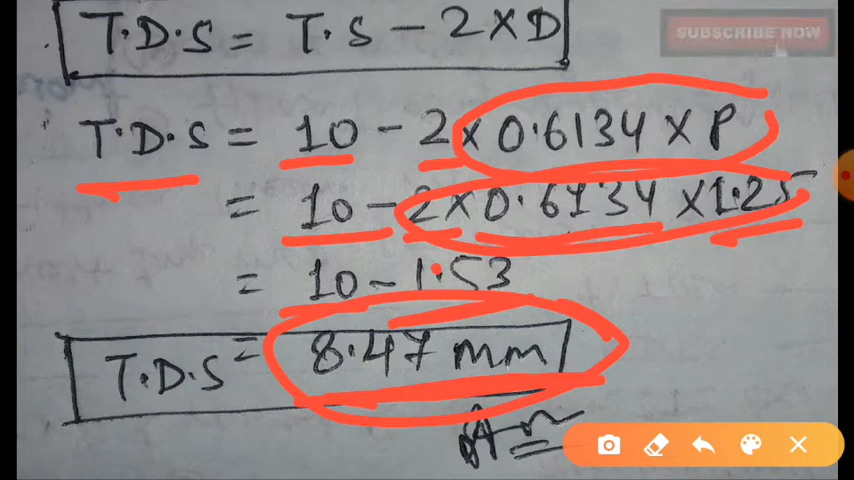 T.D.S = T.S - 2×D
SUBSCRIBE NOW
T.D.S = 10 - 2×0.6134×P
= 10 - 2×0.6134×1.25
= 10 - 1.53
T.D.S = 8.47 mm